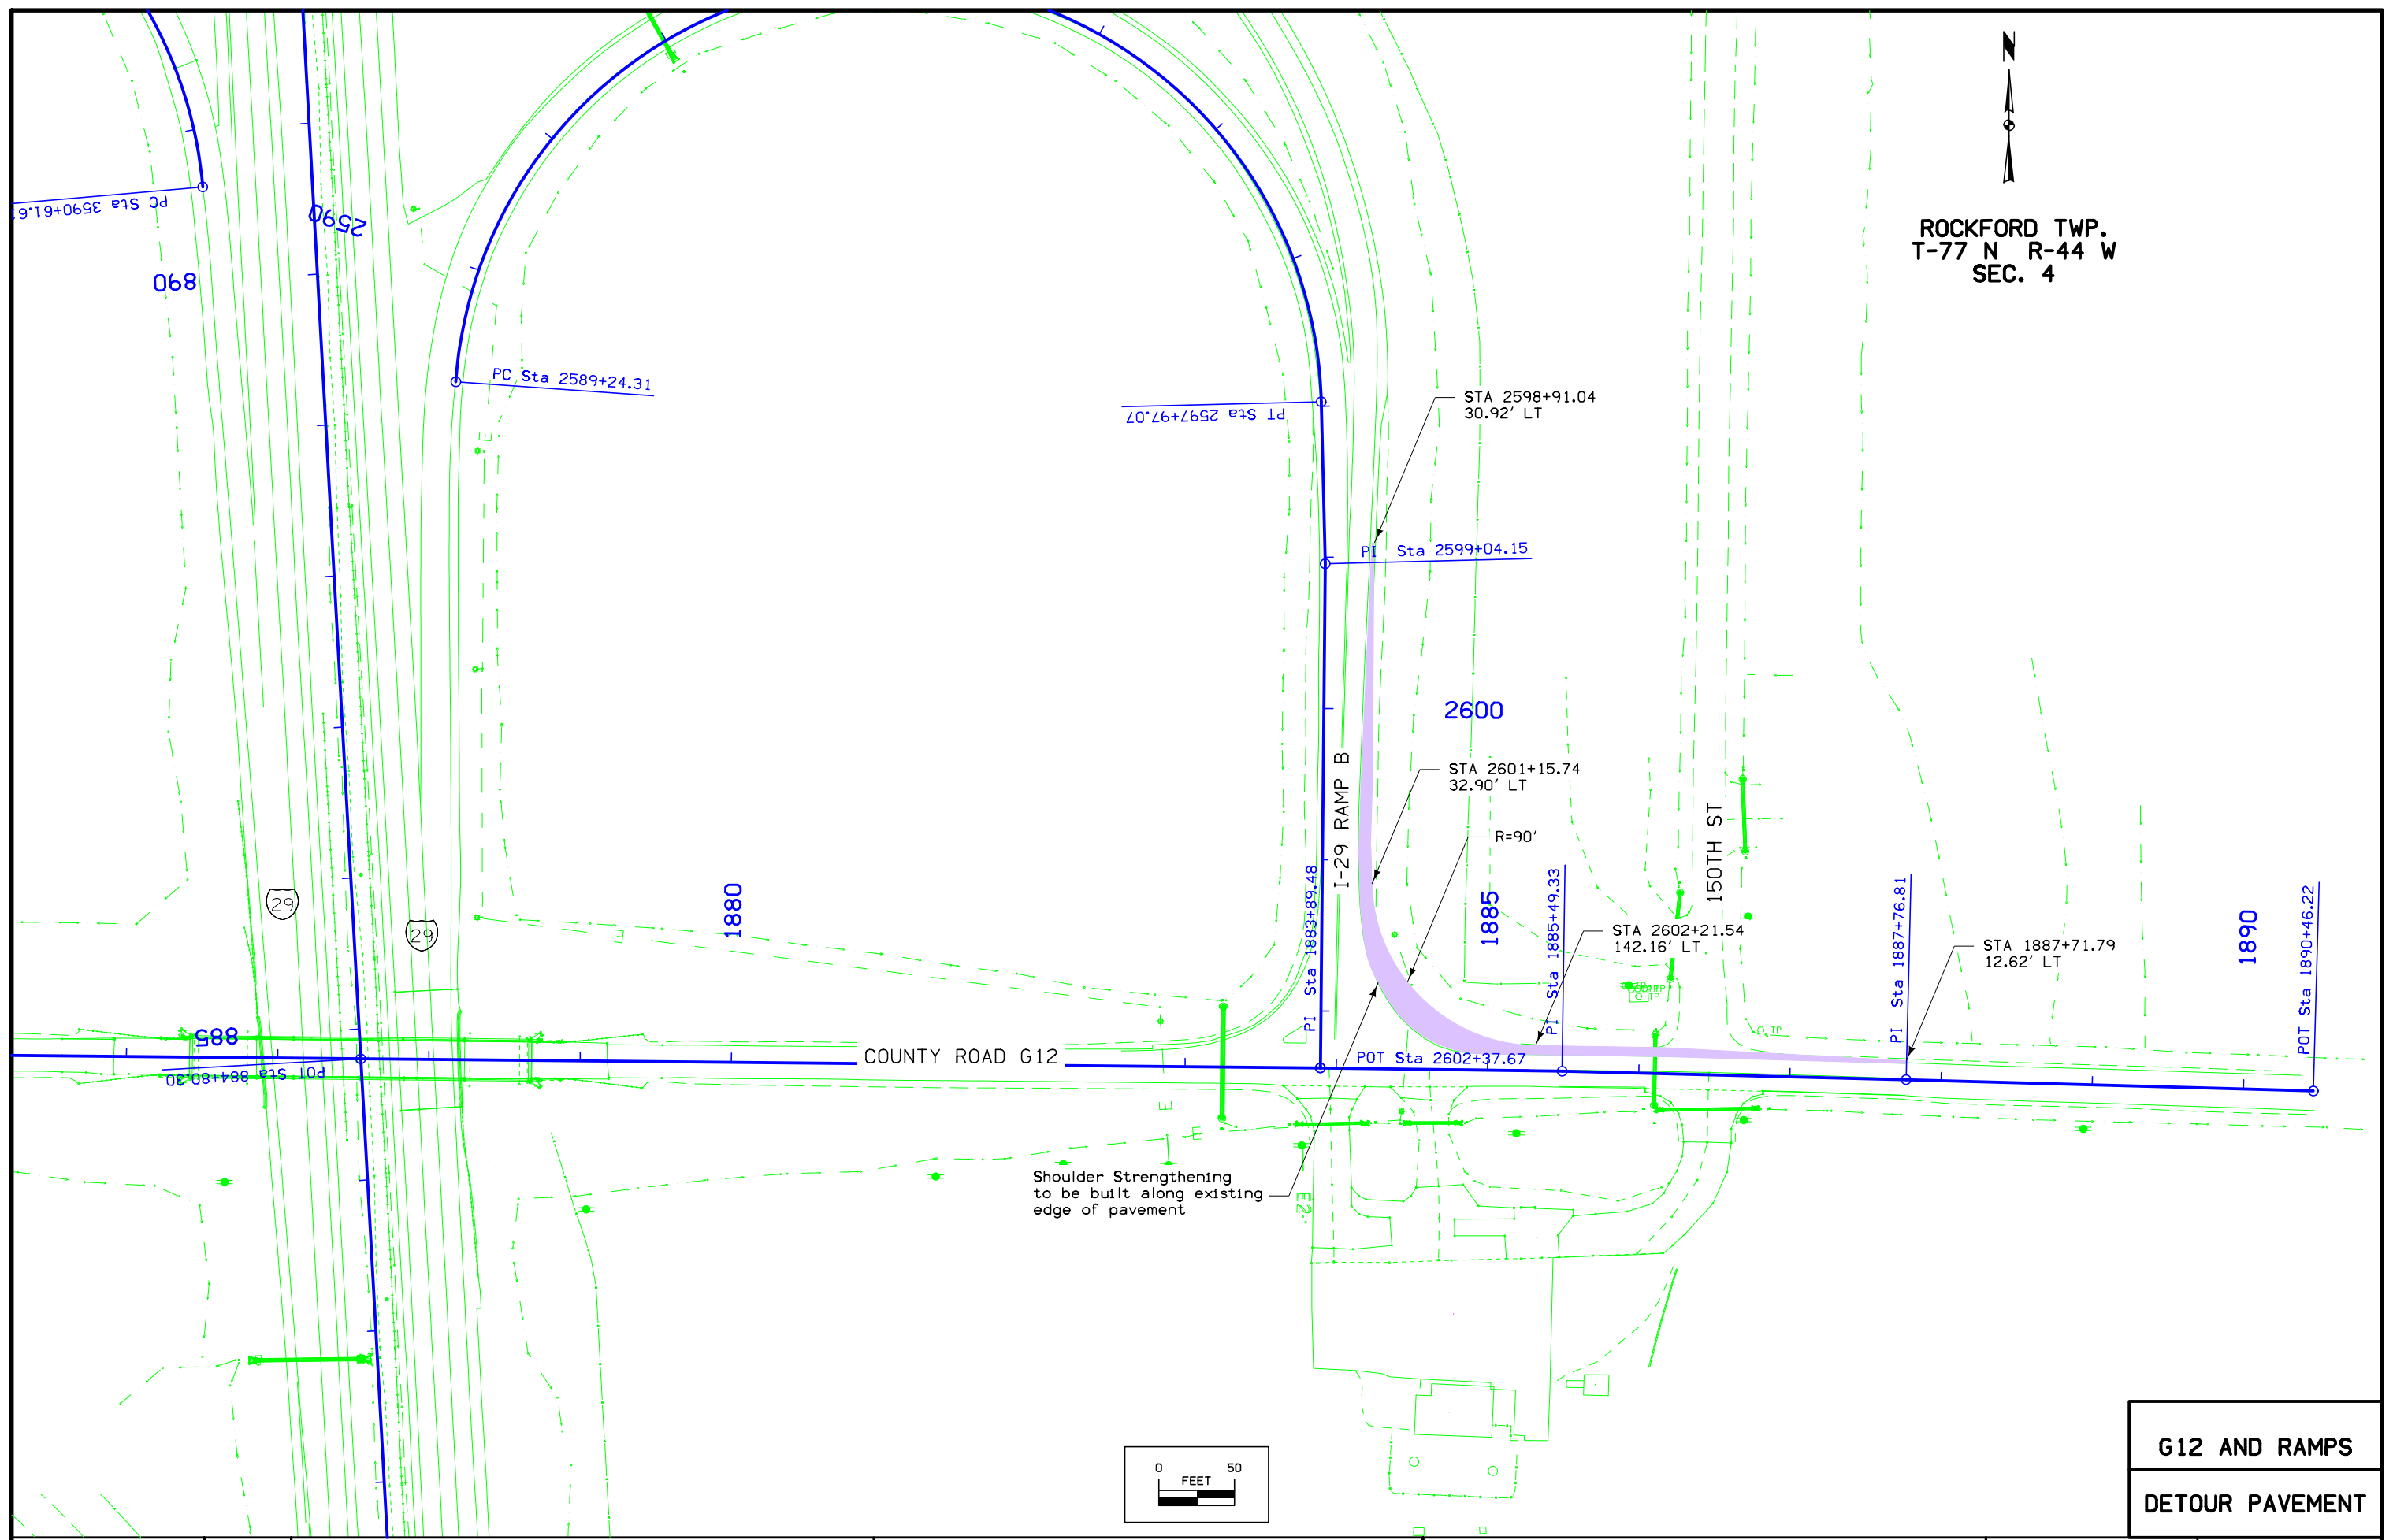 N
ROCKFORD TWP.
T-77 N R-44 W
SEC. 4
PC Sta 3590+61.6
2590
890
PC Sta 2589+24.31
PT Sta 2597+97.07
STA 2598+91.04
30.92' LT
PI Sta 2599+04.15
E
2600
I-29 RAMP B
STA 2601+15.74
32.90' LT
R=90'
150TH ST
29
29
1880
E
PI Sta 1883+89.48
1885
PI Sta 1885+49.33
STA 2602+21.54
142.16' LT
PI Sta 1887+76.81
STA 1887+71.79
12.62' LT
1890
POT Sta 1890+46.22
TP
TP
885
POT Sta 884+80.30
COUNTY ROAD G12
POT Sta 2602+37.67
E
E
E2
Shoulder Strengthening
to be built along existing
edge of pavement
0 50
FEET
G12 AND RAMPS
DETOUR PAVEMENT